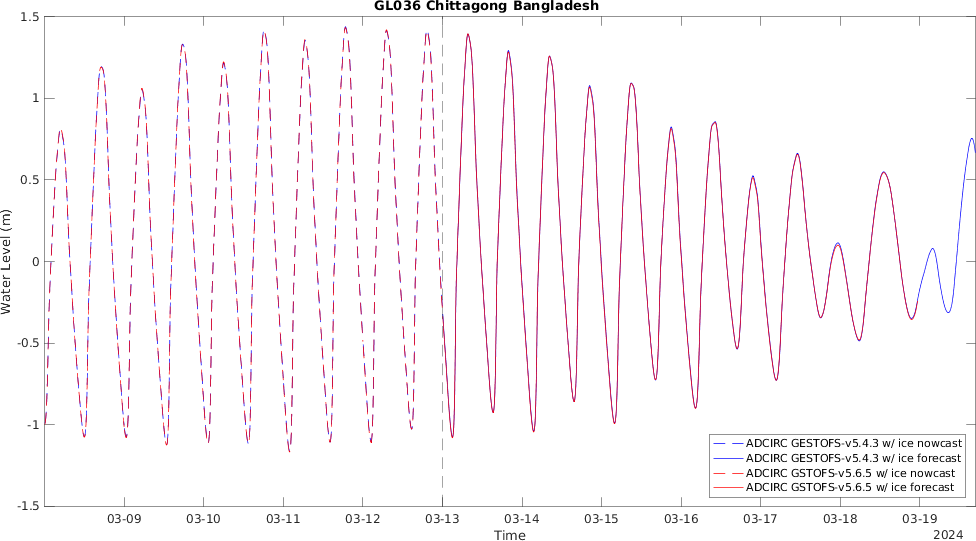 GL036 Chittagong Bangladesh
1.5
1
0.5
0
-0.5
-1
-1.5
Water Level (m)
03-09 03-10 03-11 03-12 03-13 03-14 03-15 03-16 03-17 03-18 03-19
Time
2024
ADCIRC GESTOFS-v5.4.3 w/ ice nowcast
ADCIRC GESTOFS-v5.4.3 w/ ice forecast
ADCIRC GSTOFS-v5.6.5 w/ ice nowcast
ADCIRC GSTOFS-v5.6.5 w/ ice forecast